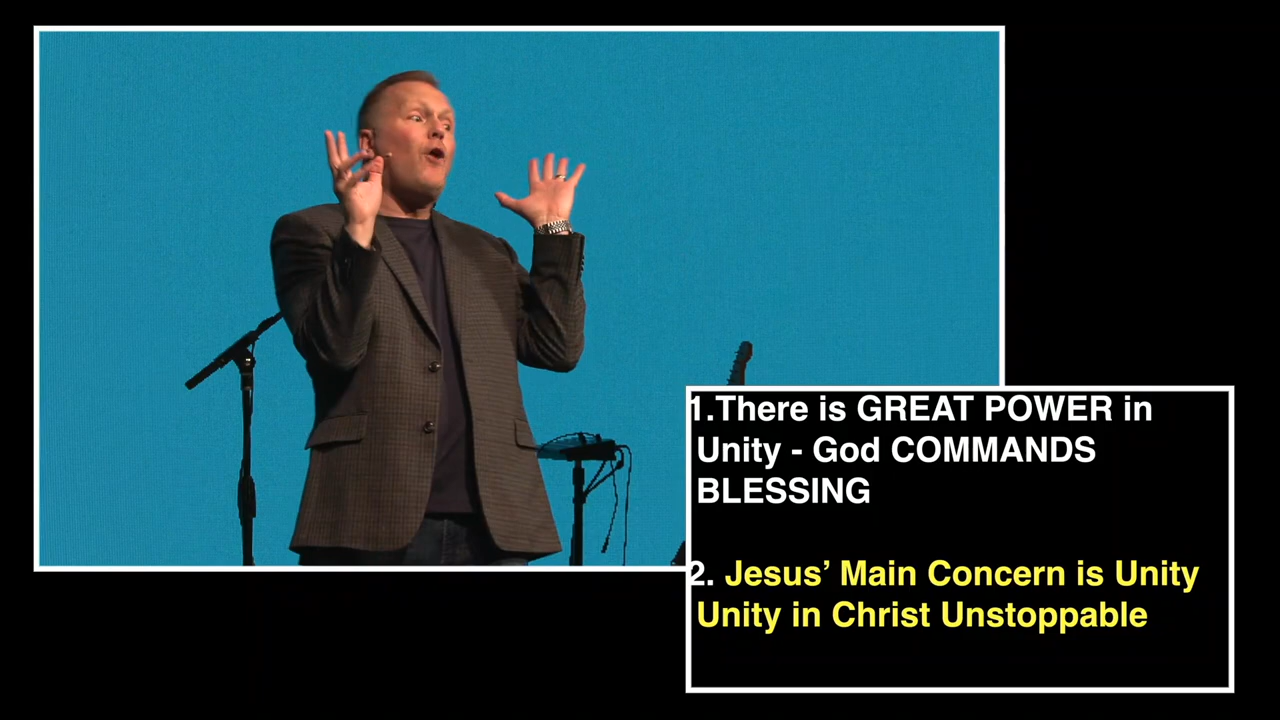 1.There is GREAT POWER in
Unity - God COMMANDS
BLESSING
2. Jesus’ Main Concern is Unity
Unity in Christ Unstoppable